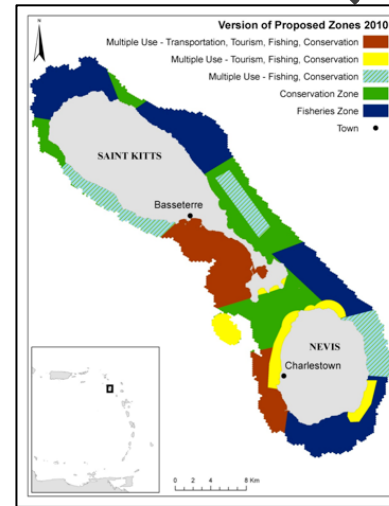 Version of Proposed Zones 2010
Multiple Use - Transportation, Tourism, Fishing, Conservation
Multiple Use - Tourism, Fishing, Conservation
Multiple Use - Fishing, Conservation
Conservation Zone
Fisheries Zone
Town
N
SAINT KITTS
Basseterre
NEVIS
Charlestown
0 2 4 8 Km